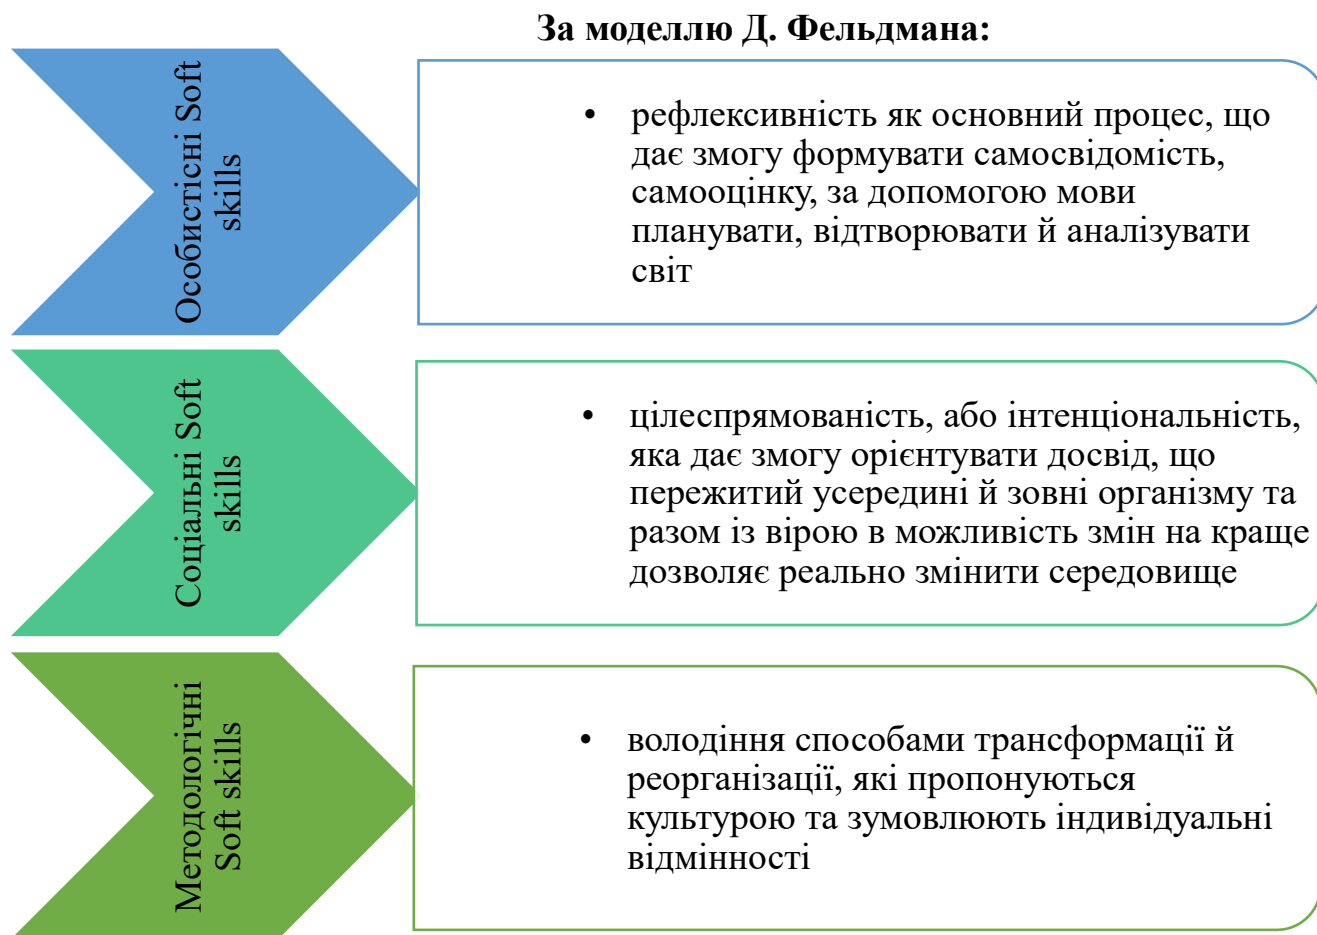 За моделлю Д. Фельдмана:
Особистісні Soft
skills
• рефлексивність як основний процес, що
дає змогу формувати самосвідомість,
самооцінку, за допомогою мови
планувати, відтворювати й аналізувати
світ
Соціальні Soft
skills
• цілеспрямованість, або інтенціональність,
яка дає змогу орієнтувати досвід, що
пережитий усередині й зовні організму та
разом із вірою в можливість змін на краще
дозволяє реально змінити середовище
Методологічні
Soft skills
• володіння способами трансформації й
реорганізації, які пропонуються
культурою та зумовлюють індивідуальні
відмінності